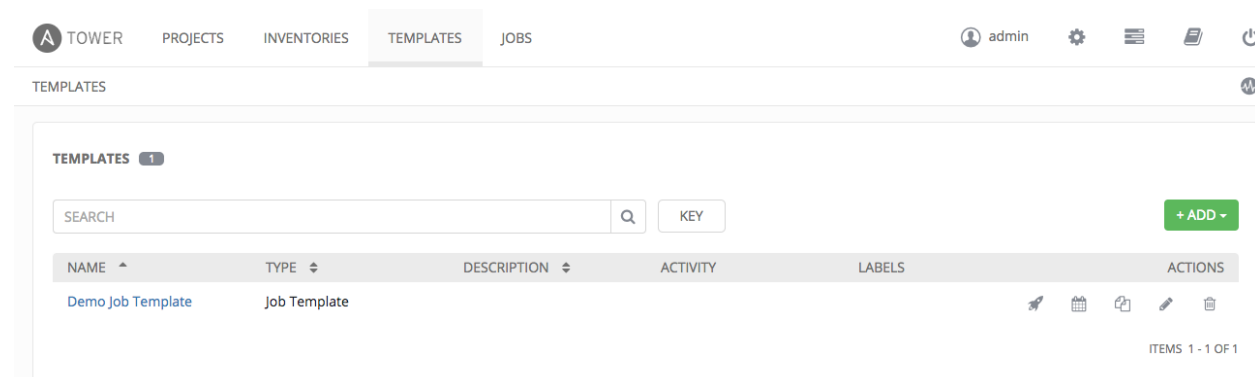 A TOWER PROJECTS INVENTORIES TEMPLATES JOBS admin
TEMPLATES
TEMPLATES 1
SEARCH KEY + ADD
NAME TYPE DESCRIPTION ACTIVITY LABELS ACTIONS
Demo Job Template Job Template
ITEMS 1 - 1 OF 1